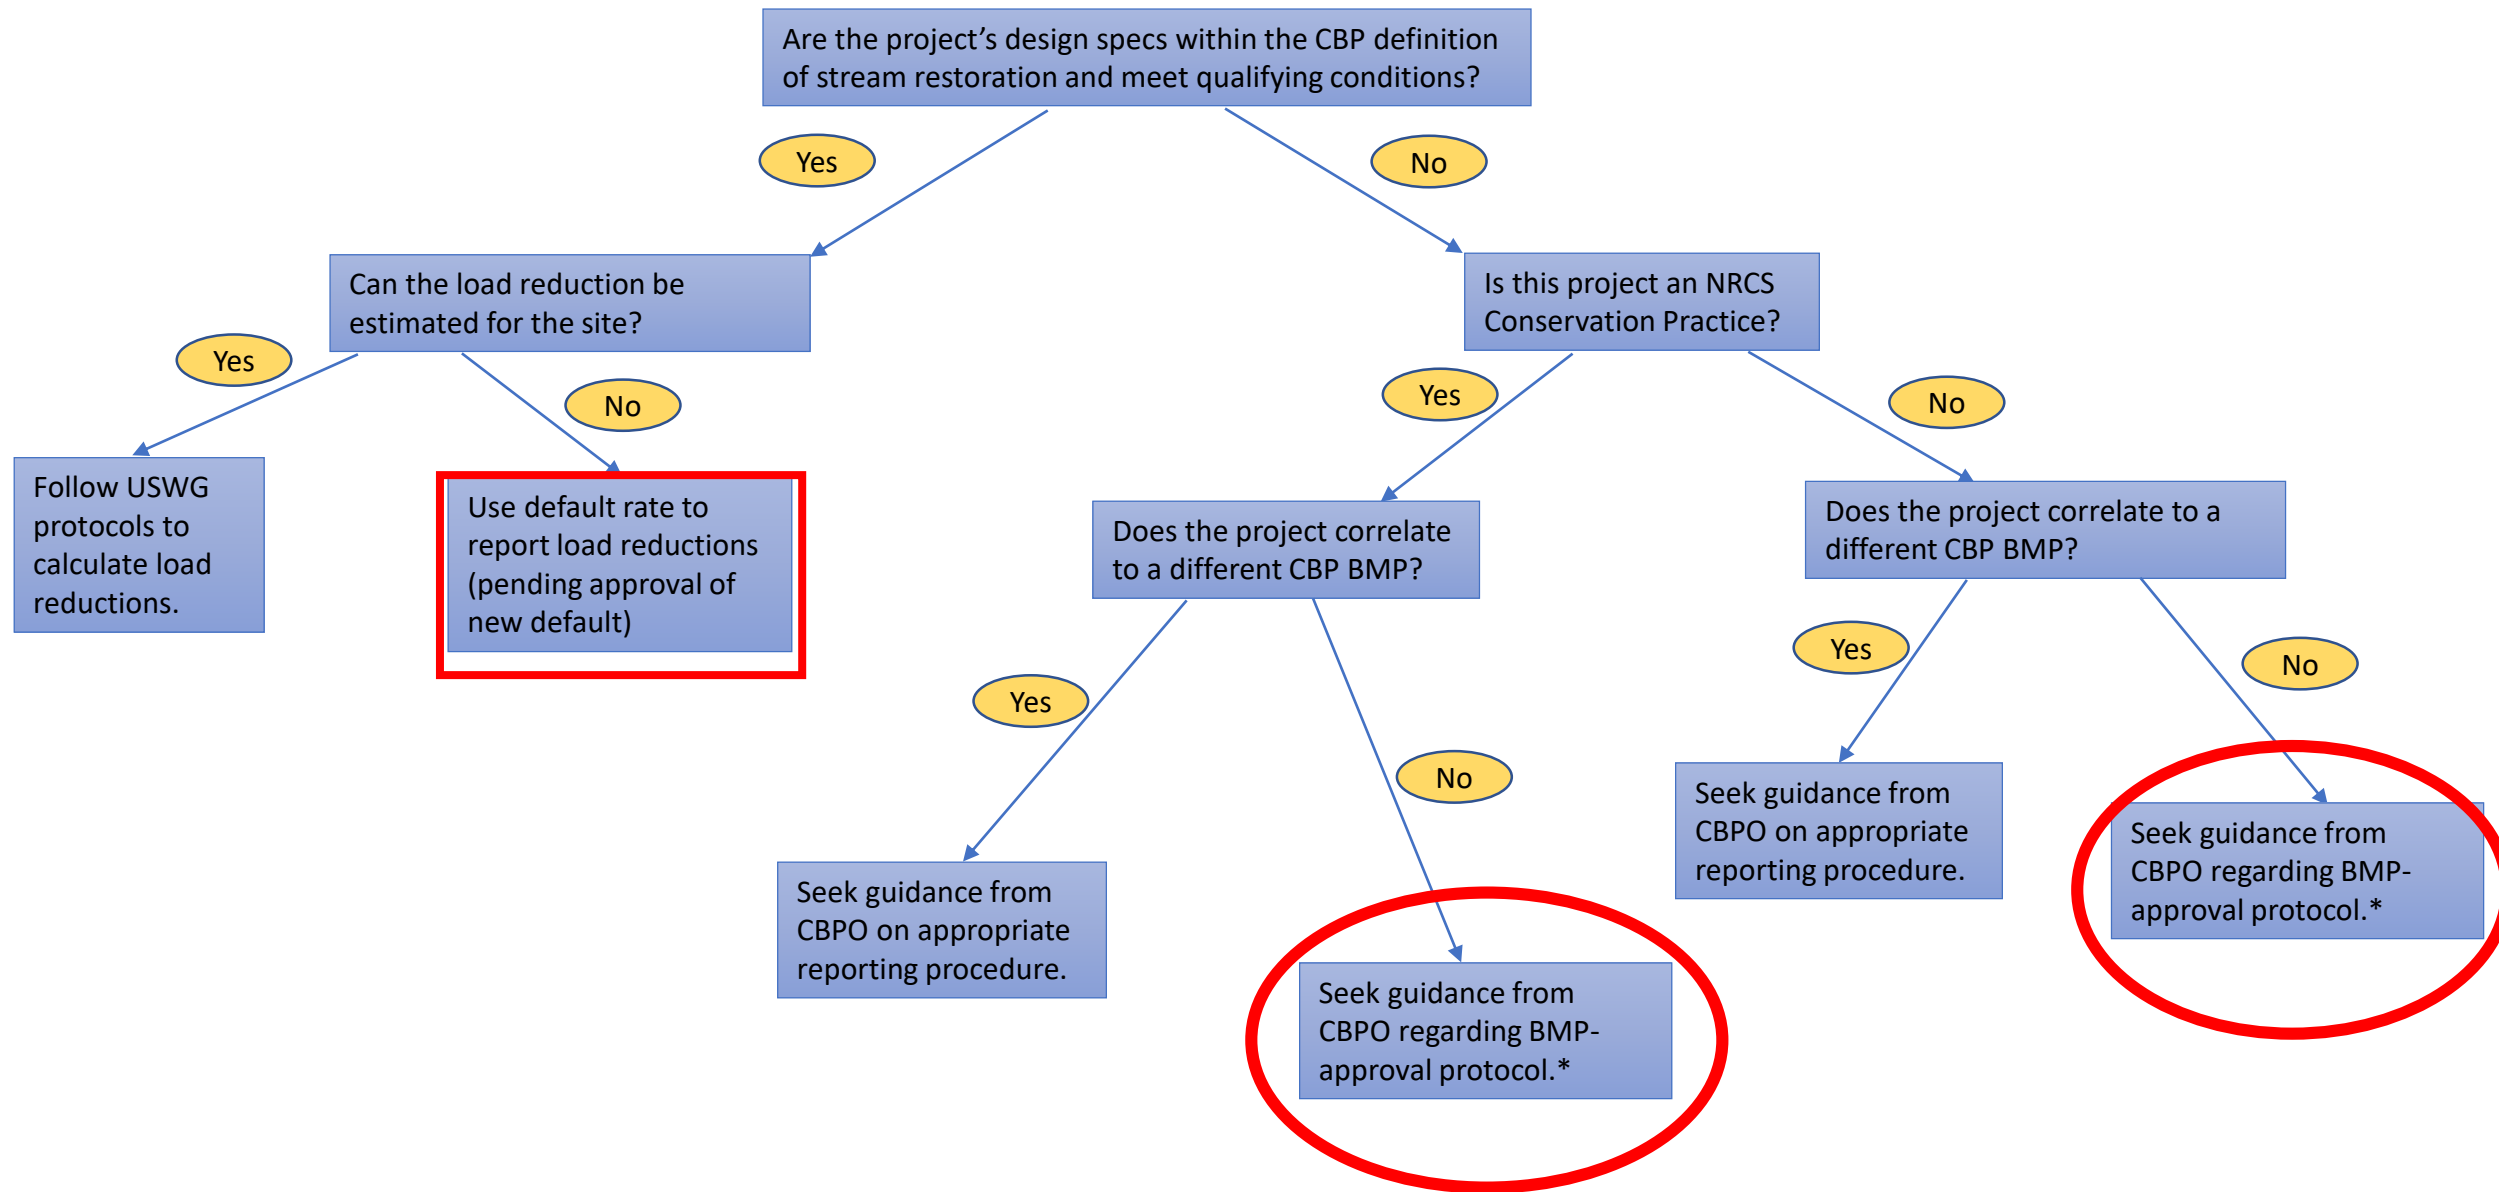 Are the project’s design specs within the CBP definition
of stream restoration and meet qualifying conditions?
Yes
No
Can the load reduction be
estimated for the site?
Is this project an NRCS
Conservation Practice?
Yes
No
Yes
No
Follow USWG
protocols to
calculate load
reductions.
Use default rate to
report load reductions
(pending approval of
new default)
Does the project correlate
to a different CBP BMP?
Does the project correlate to a
different CBP BMP?
Yes
No
Yes
No
Seek guidance from
CBPO on appropriate
reporting procedure.
Seek guidance from
CBPO regarding BMP-
approval protocol.*
Seek guidance from
CBPO on appropriate
reporting procedure.
Seek guidance from
CBPO regarding BMP-
approval protocol.*